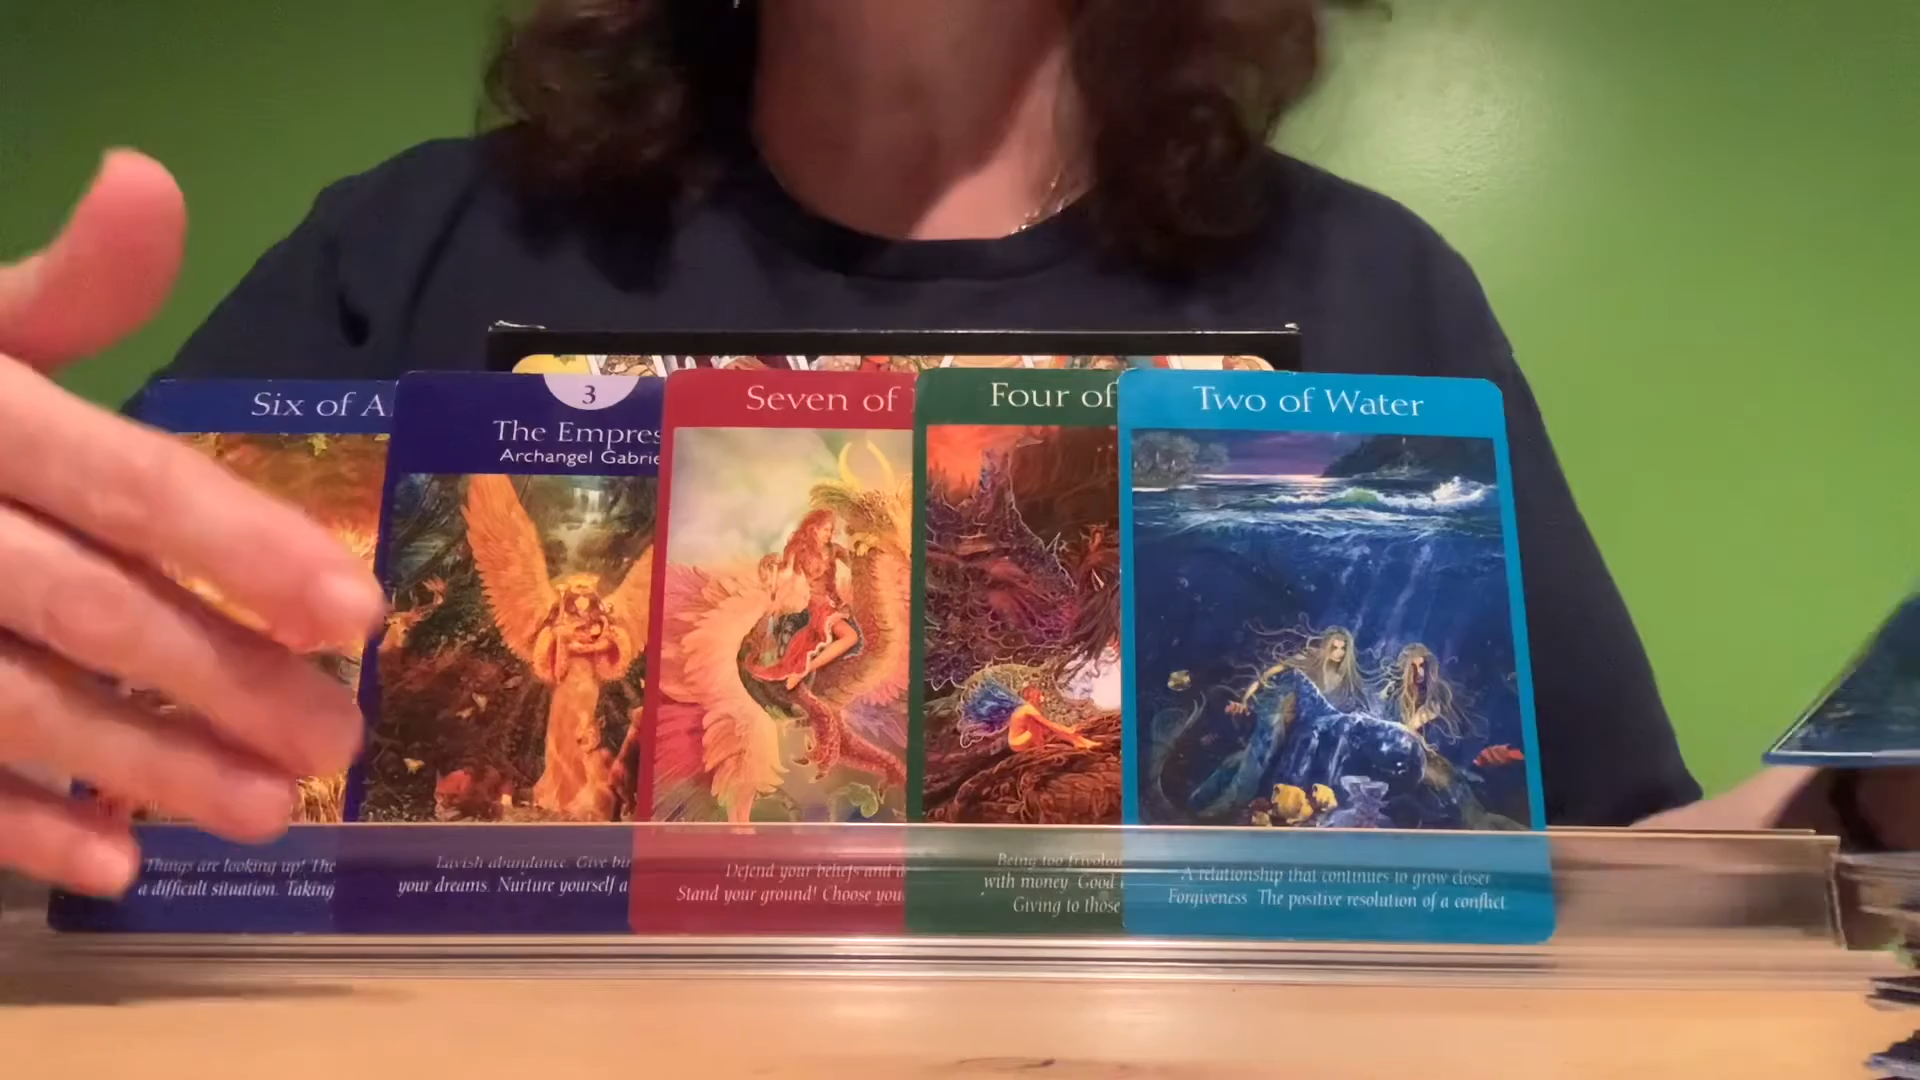 Six of A
Things are looking up! The
a difficult situation. Taking
3
The Empres
Archangel Gabrie
Lavish abundance. Give bir
your dreams. Nurture yourself a
Seven of
Defend your beliefs and
Stand your ground! Choose you
Four of
Being too frivolou
with money. Good
Giving to those
Two of Water
A relationship that continues to grow closer
Forgiveness. The positive resolution of a conflict.